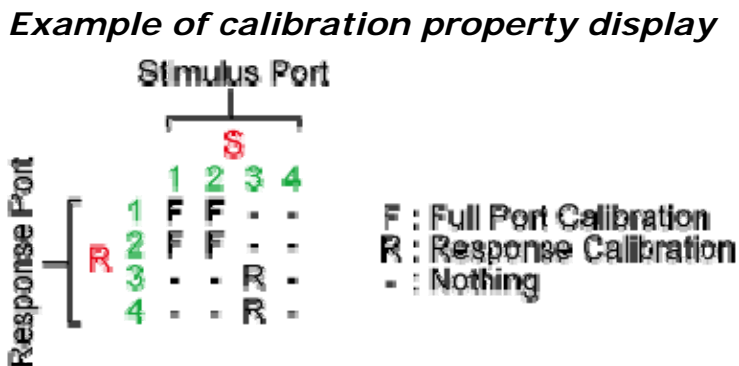 Example of calibration property display
Stimulus Port
S
1 2 3 4
Response Port
R
1 F F - -
2 F F - -
3 - - R -
4 - - R -
F : Full Port Calibration
R : Response Calibration
- : Nothing